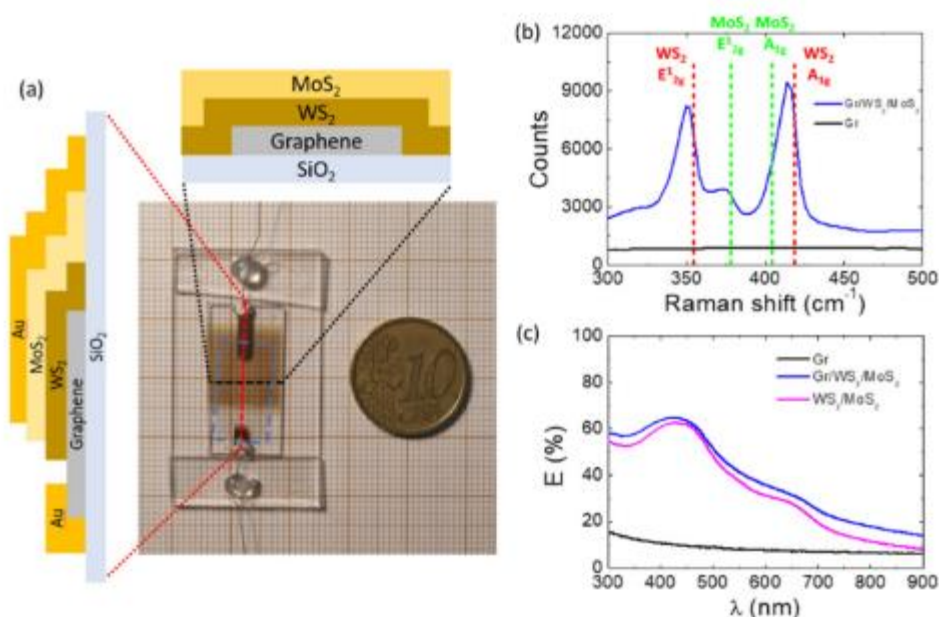 (a)
MoS₂
WS₂
Graphene
SiO₂
Au
MoS₂
WS₂
Graphene
SiO₂
Au
10
(b)
MoS₂ MoS₂
E¹₂g A₁g
WS₂ WS₂
E¹₂g A₁g
Gr/WS₂/MoS₂
Gr
12000
9000
6000
3000
0
Counts
300 350 400 450 500
Raman shift (cm⁻¹)
(c)
Gr
Gr/WS₂/MoS₂
WS₂/MoS₂
100
80
60
40
20
0
E (%)
300 400 500 600 700 800 900
λ (nm)